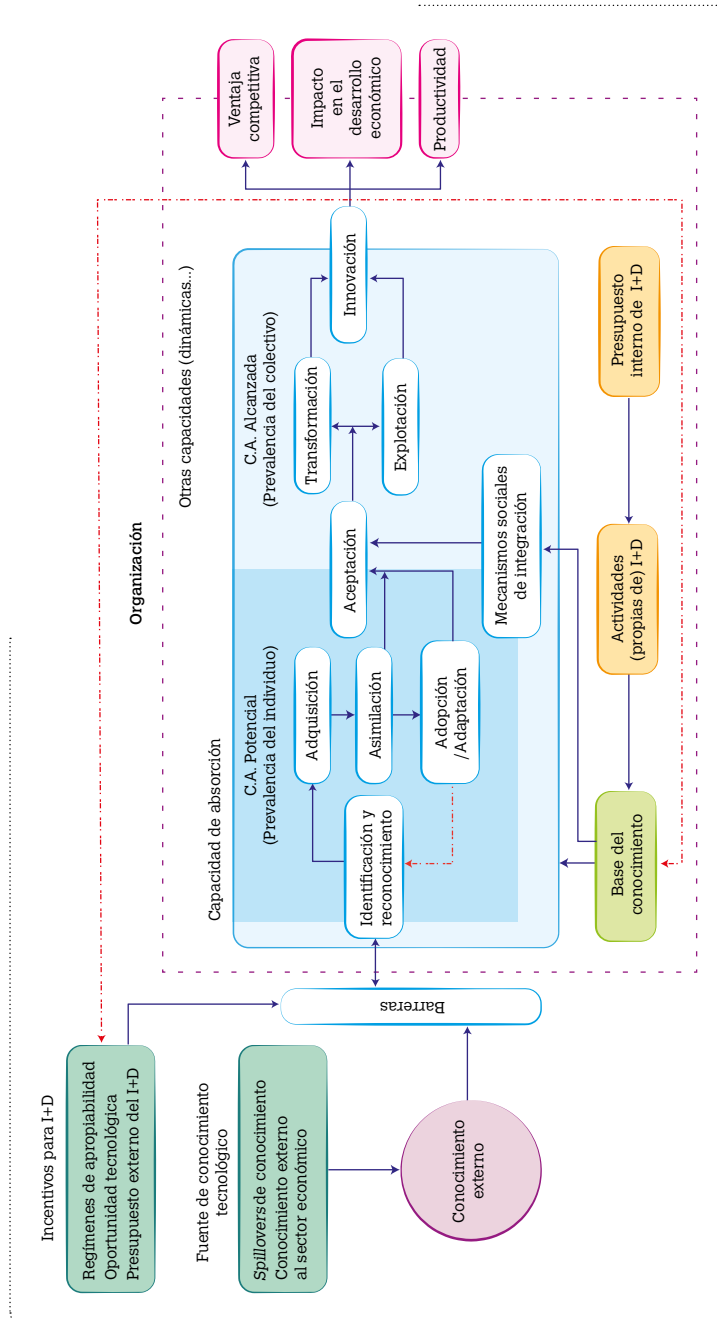 Incentivos para I+D
Regímenes de apropiabilidad
Oportunidad tecnológica
Presupuesto externo del I+D
Fuente de conocimiento
tecnológico
Spillovers de conocimiento
Conocimiento externo
al sector económico
Conocimiento
externo
Barreras
Organización
Otras capacidades (dinámicas...)
Capacidad de absorción
C.A. Potencial
(Prevalencia del individuo)
Identificación y
reconocimiento
Adquisición
Asimilación
Adopción
/Adaptación
Aceptación
C.A. Alcanzada
(Prevalencia del colectivo)
Transformación
Explotación
Innovación
Mecanismos sociales
de integración
Base del
conocimiento
Actividades
(propias de) I+D
Presupuesto
interno de I+D
Ventaja
competitiva
Impacto
en el
desarrollo
económico
Productividad